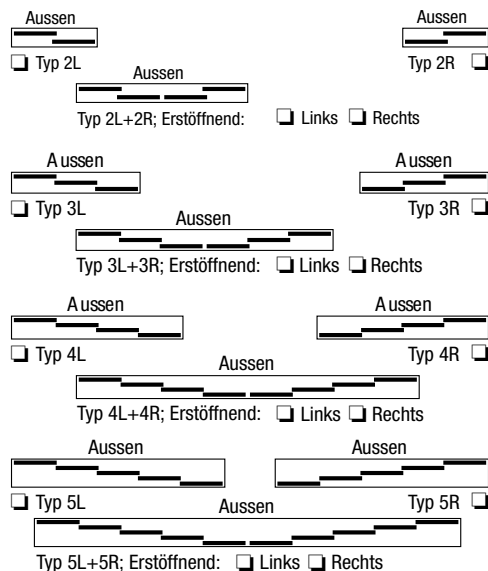 Aussen Aussen
❏ Typ 2L Typ 2R ❏
Aussen
Typ 2L+2R; Erstöffnend: ❏ Links ❏ Rechts
Aussen Aussen
❏ Typ 3L Typ 3R ❏
Aussen
Typ 3L+3R; Erstöffnend: ❏ Links ❏ Rechts
Aussen Aussen
❏ Typ 4L Typ 4R ❏
Aussen
Typ 4L+4R; Erstöffnend: ❏ Links ❏ Rechts
Aussen Aussen
❏ Typ 5L Typ 5R ❏
Aussen
Typ 5L+5R; Erstöffnend: ❏ Links ❏ Rechts